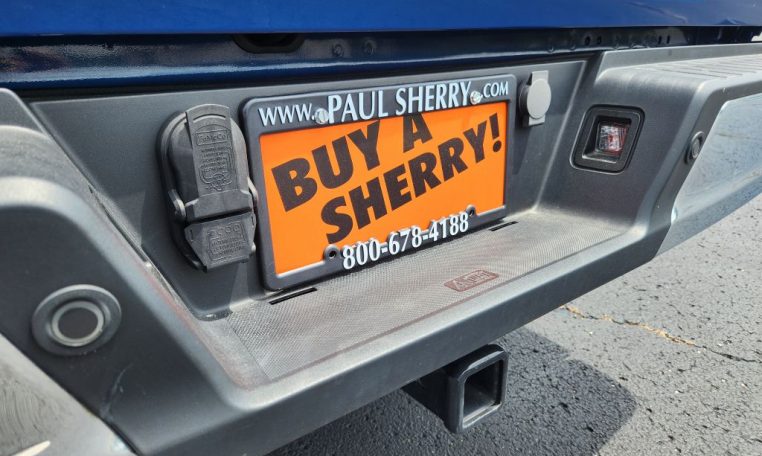 WWW. PAUL SHERRY .COM
BUY A
SHERRY!
800-678-4188